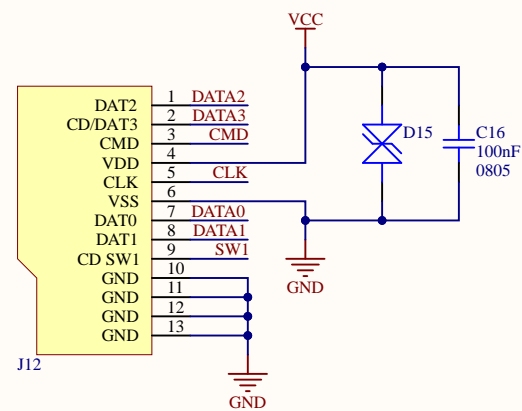 VCC
DAT2 1 DATA2
CD/DAT3 2 DATA3
CMD 3 CMD
VDD 4
CLK 5 CLK
VSS 6
DAT0 7 DATA0
DAT1 8 DATA1
CD SW1 9 SW1
GND 10
GND 11
GND 12
GND 13
J12
D15
C16
100nF
0805
GND
GND